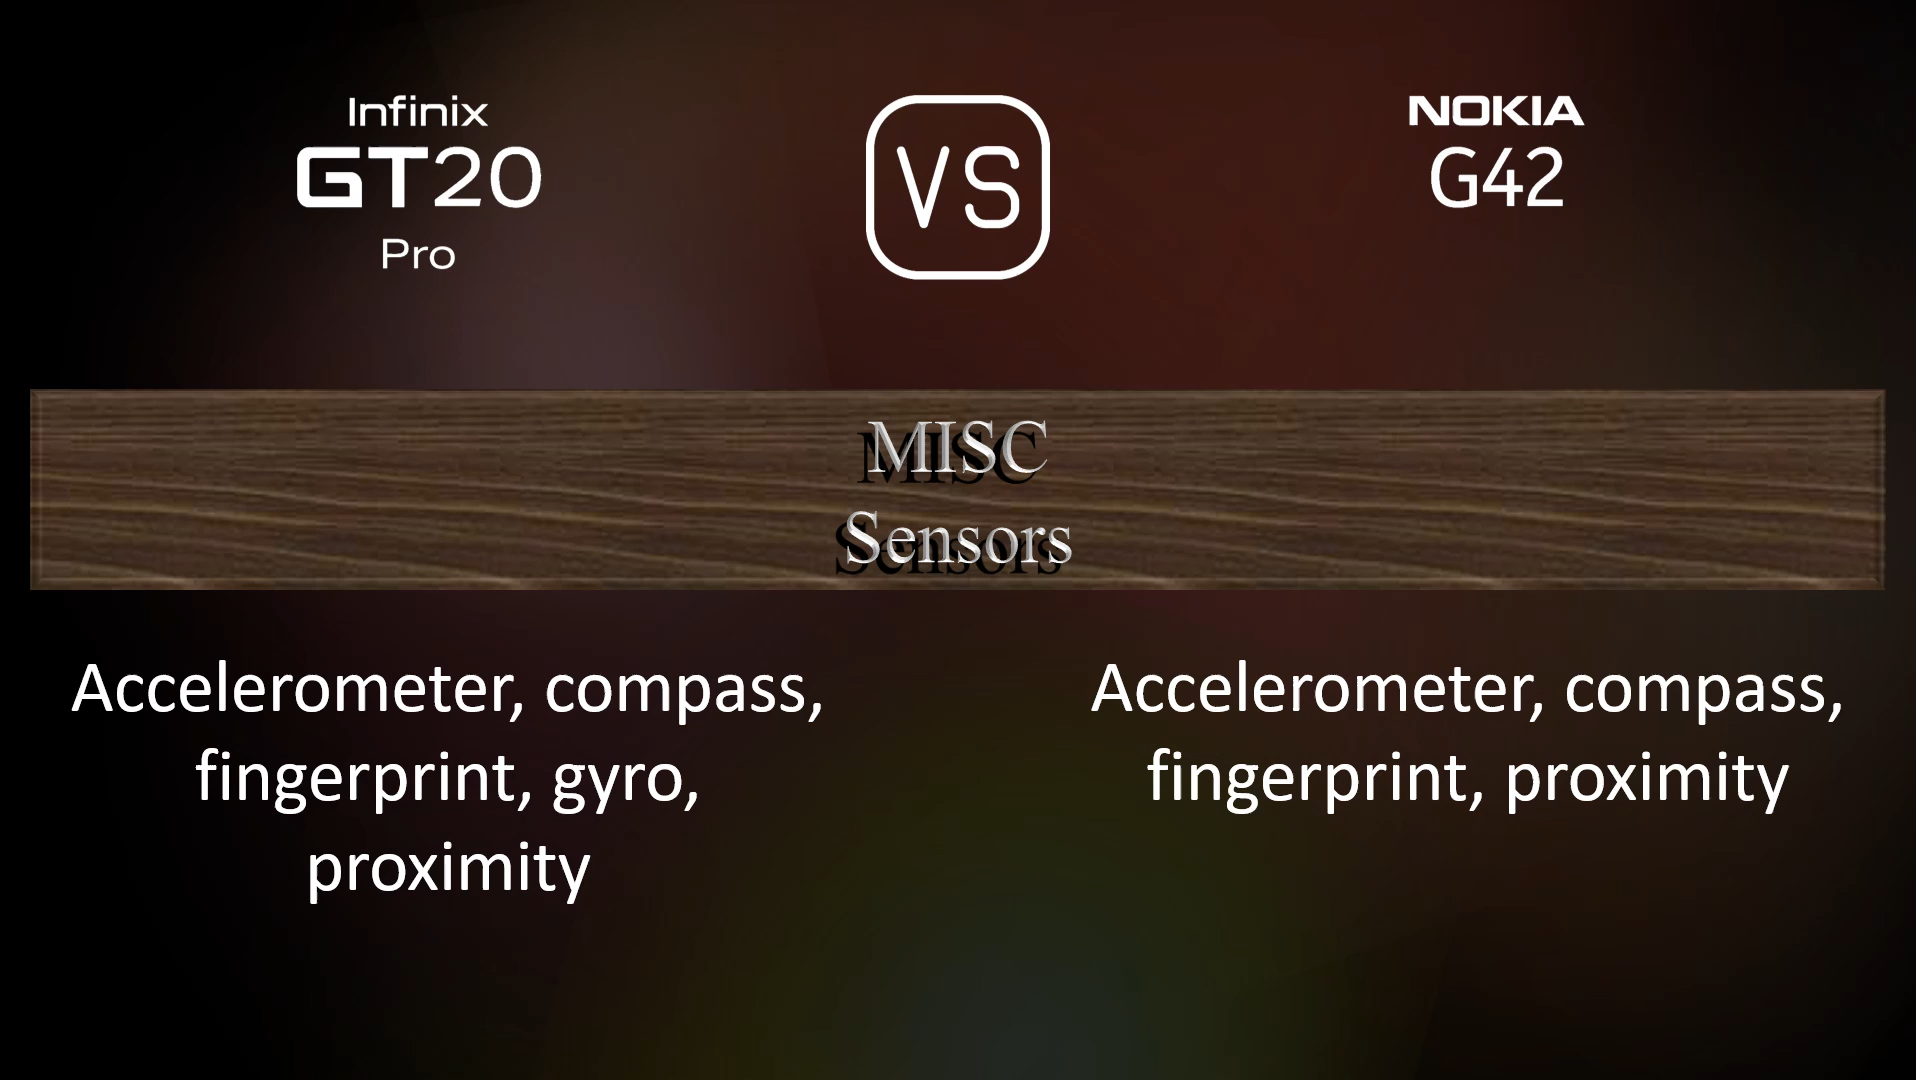 Infinix
GT20
Pro
VS
NOKIA
G42
MISC
Sensors
Accelerometer, compass,
fingerprint, gyro,
proximity
Accelerometer, compass,
fingerprint, proximity